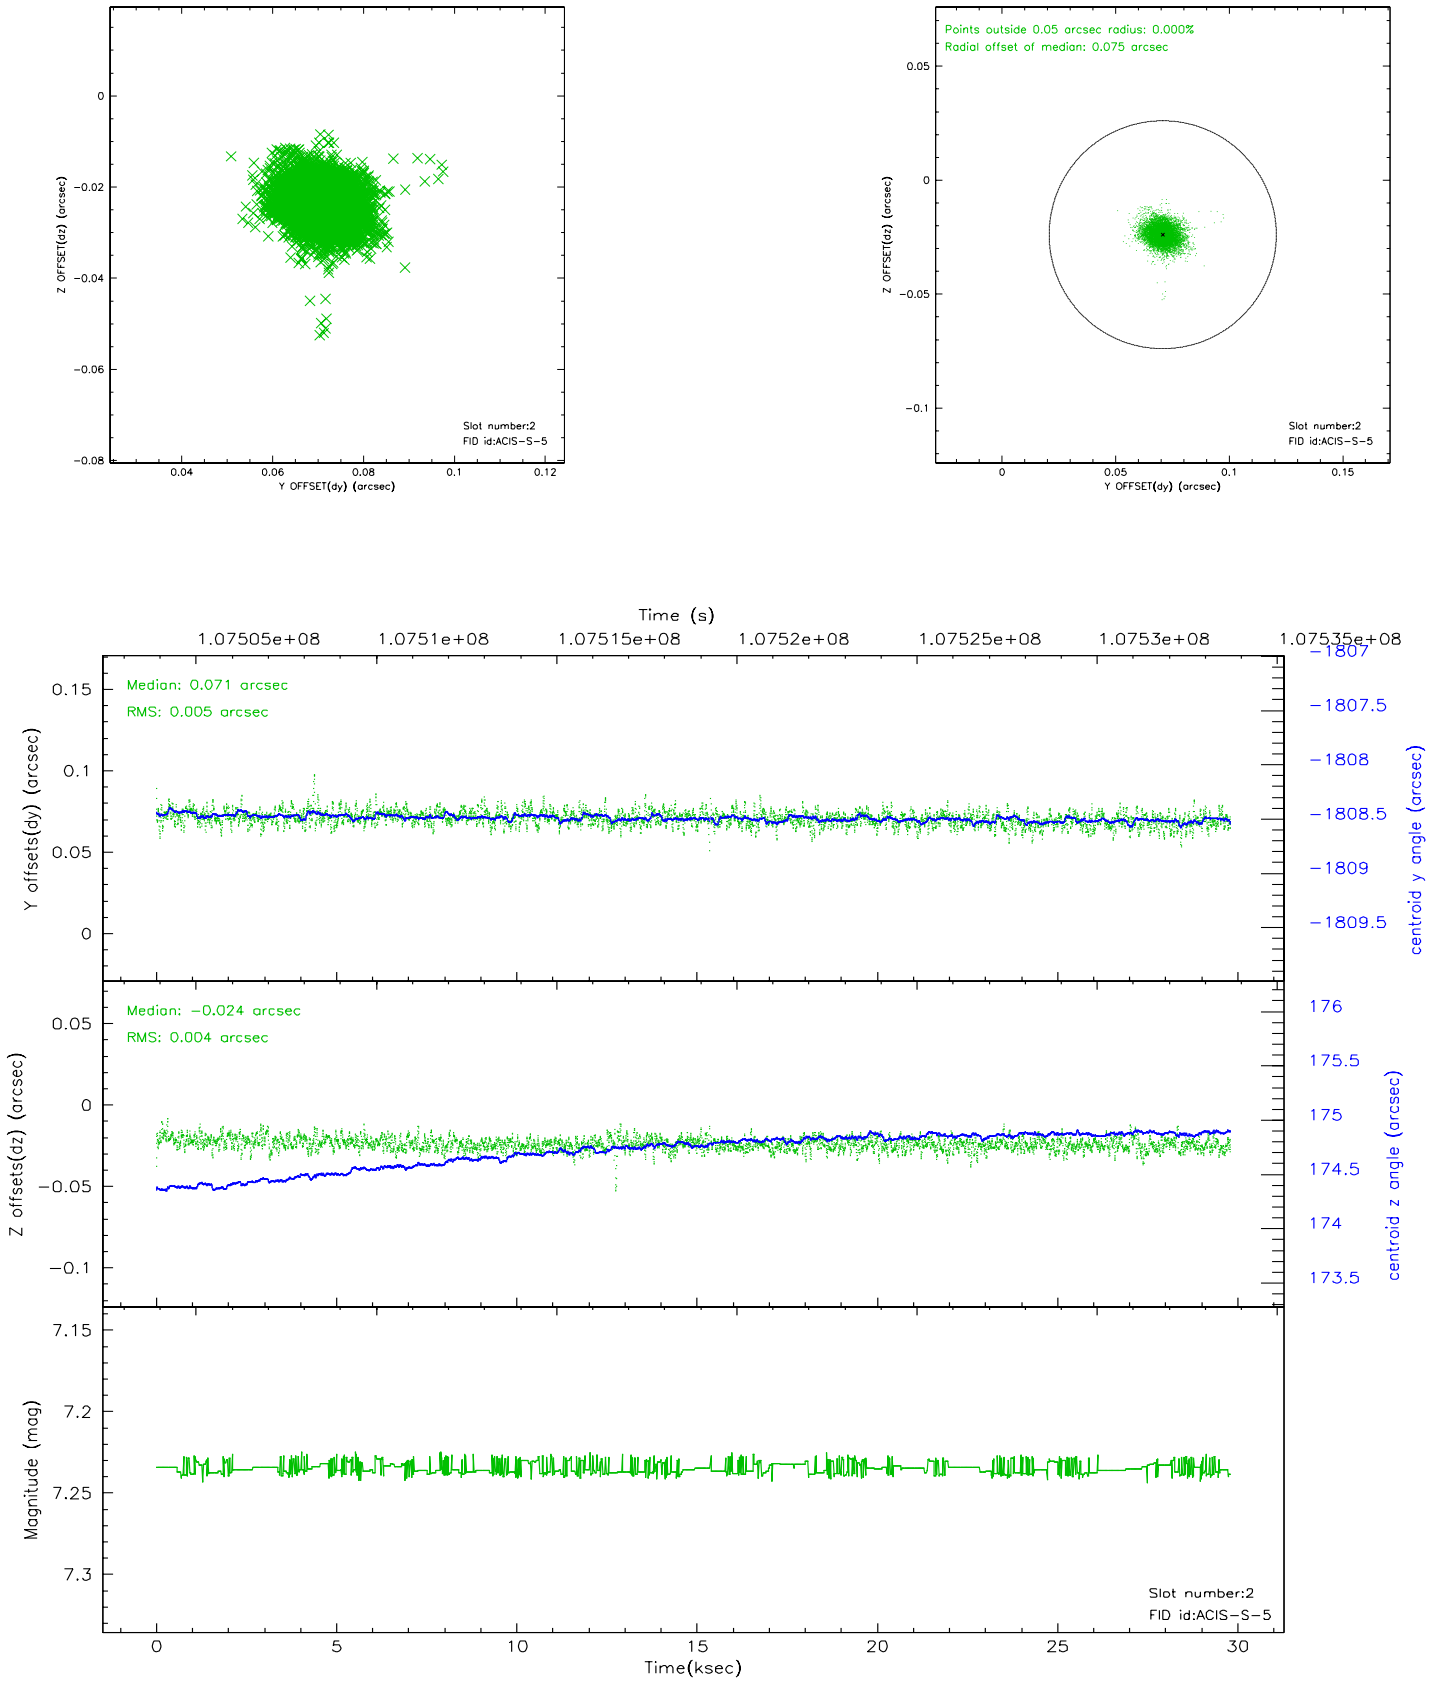 0
-0.02
-0.04
-0.06
-0.08
Z OFFSET(dz) (arcsec)
Slot number:2
FID id:ACIS-S-5
0.04 0.06 0.08 0.1 0.12
Y OFFSET(dy) (arcsec)
Points outside 0.05 arcsec radius: 0.000%
Radial offset of median: 0.075 arcsec
0.05
0
-0.05
-0.1
Z OFFSET(dz) (arcsec)
Slot number:2
FID id:ACIS-S-5
0 0.05 0.1 0.15
Y OFFSET(dy) (arcsec)
Time (s)
1.07505e+08 1.0751e+08 1.07515e+08 1.0752e+08 1.07525e+08 1.0753e+08 1.07535e+08
Median: 0.071 arcsec
RMS: 0.005 arcsec
0.15
0.1
0.05
0
Y offsets(dy) (arcsec)
-1807
-1807.5
-1808
-1808.5
-1809
-1809.5
centroid y angle (arcsec)
Median: -0.024 arcsec
RMS: 0.004 arcsec
0.05
0
-0.05
-0.1
Z offsets(dz) (arcsec)
176
175.5
175
174.5
174
173.5
centroid z angle (arcsec)
7.15
7.2
7.25
7.3
Magnitude (mag)
Slot number:2
FID id:ACIS-S-5
0 5 10 15 20 25 30
Time(ksec)